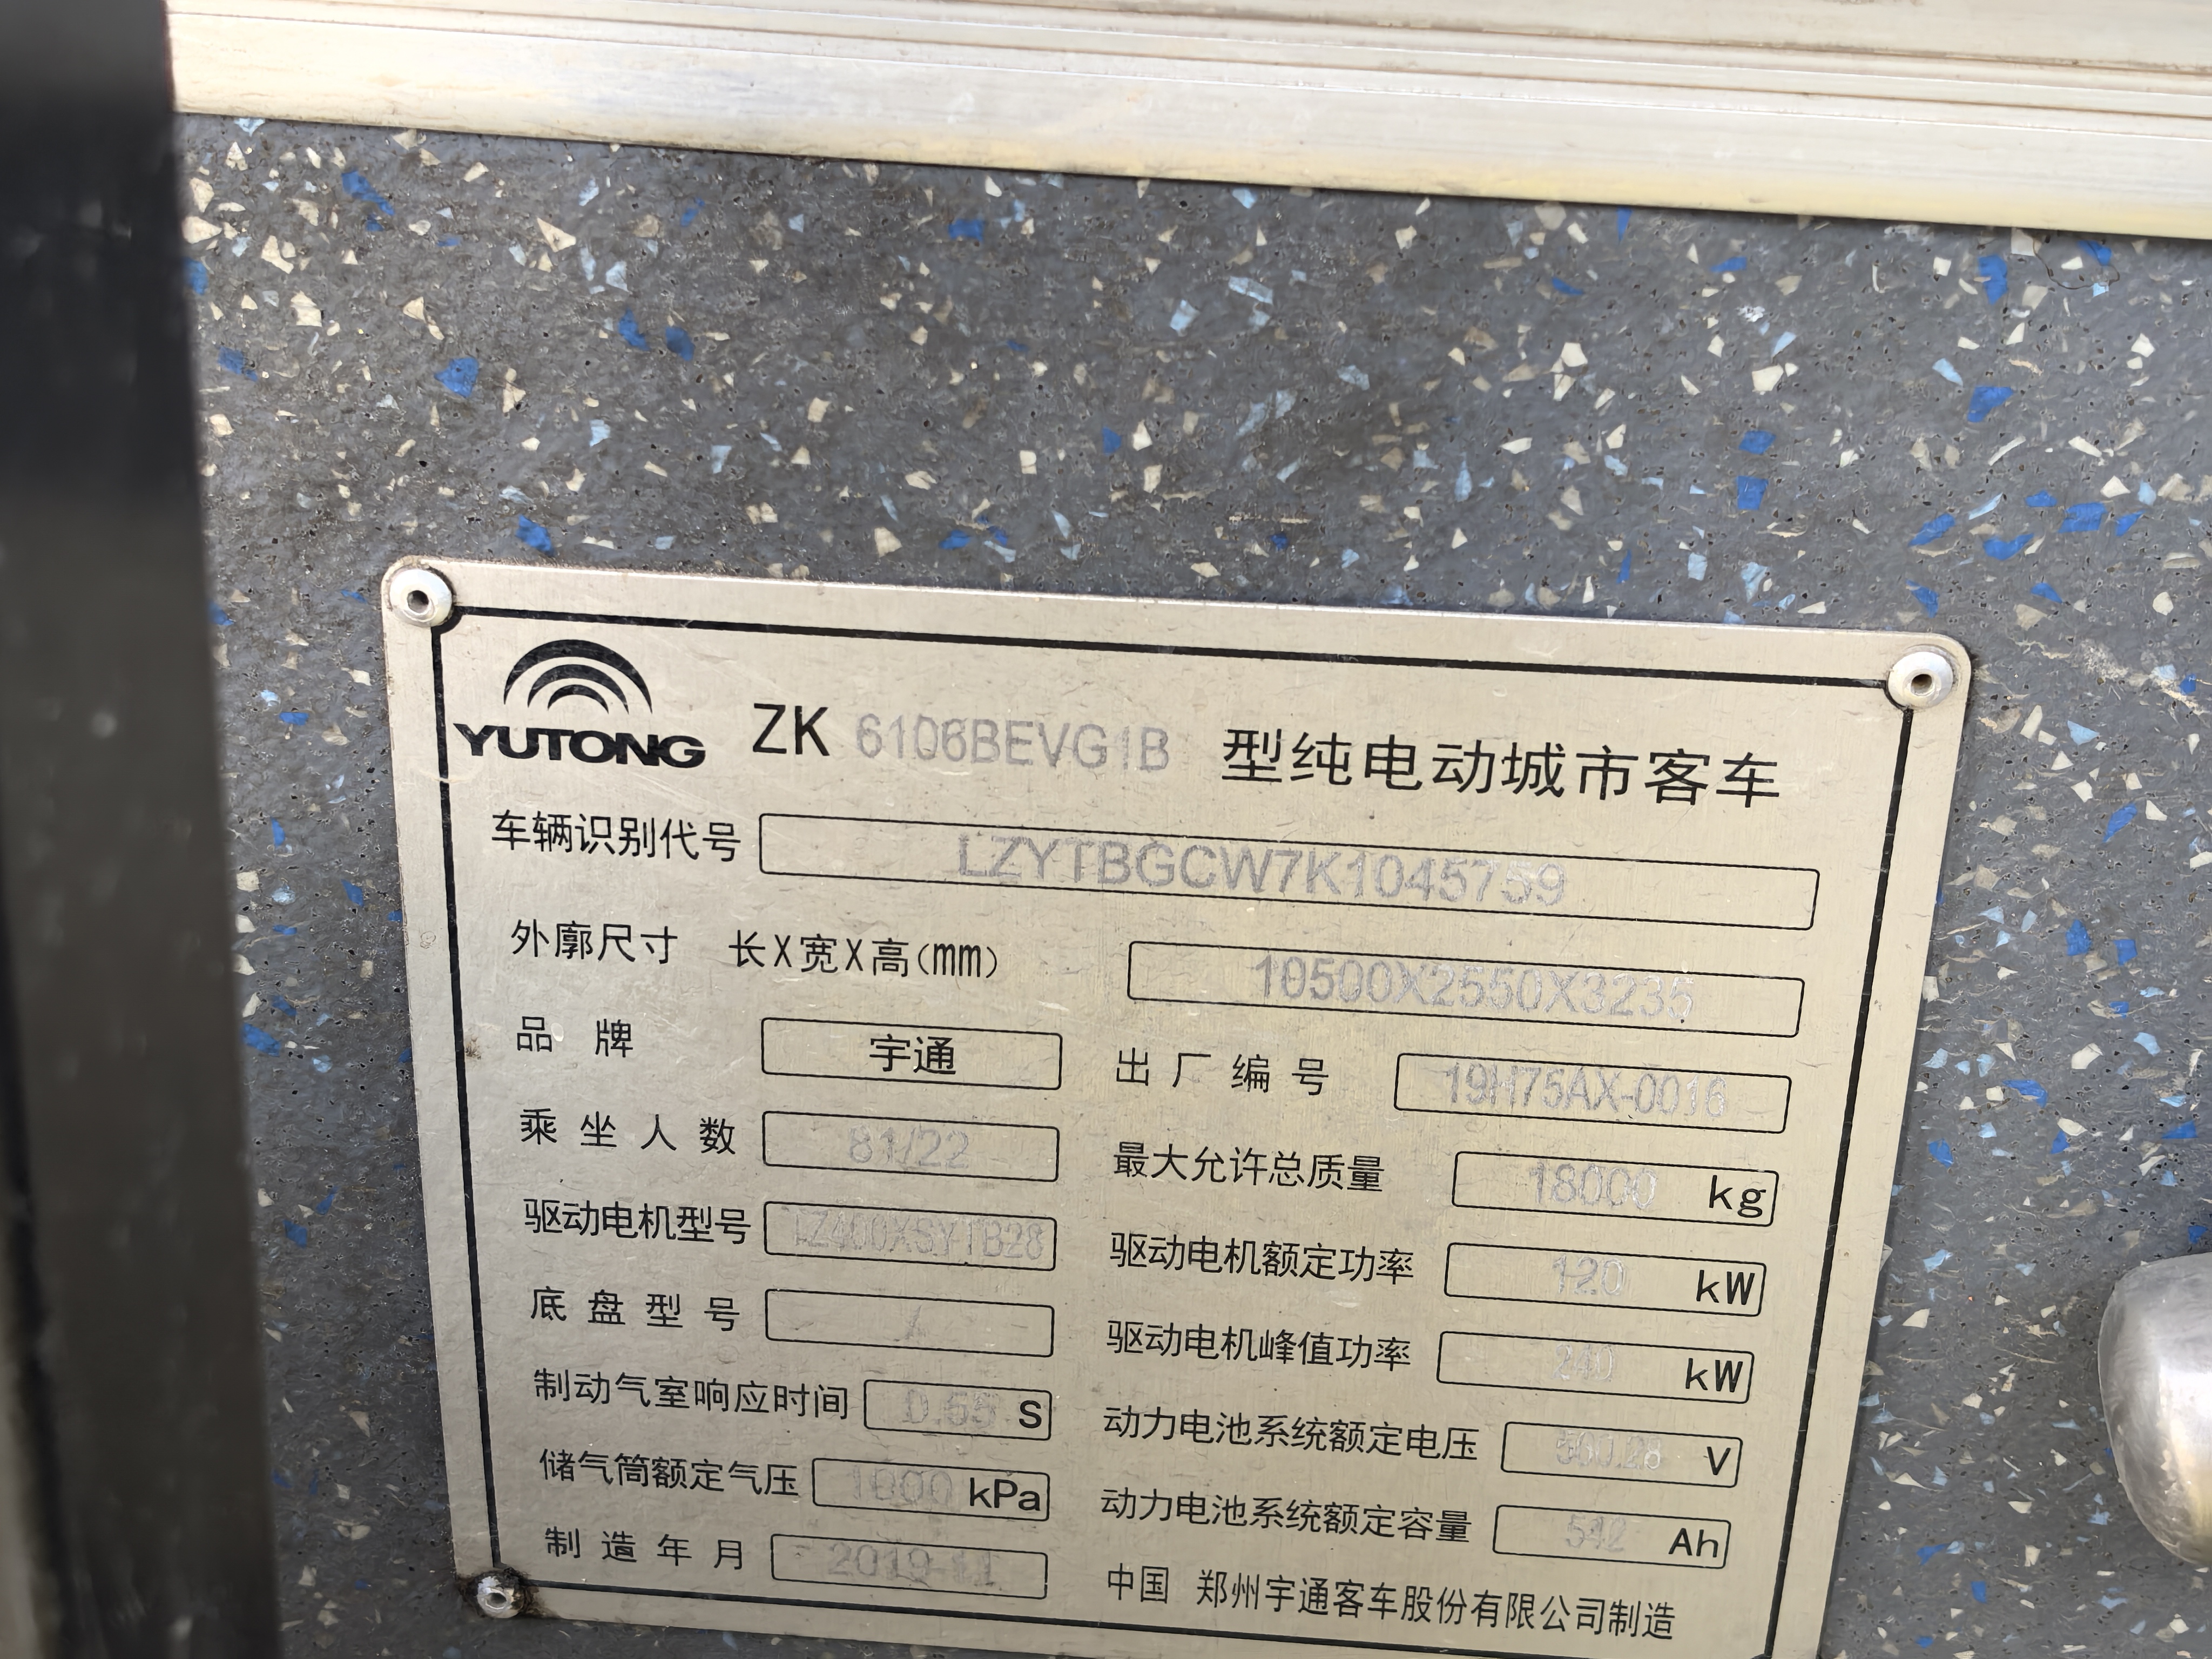 YUTONG ZK 6106BEVG1B 型纯电动城市客车
车辆识别代号 LZYTBGCW7K1045759
外廓尺寸 长X宽X高(mm) 10500X2550X3235
品牌 宇通 出厂编号 19H75AX-0016
乘坐人数 81/22 最大允许总质量 18000 kg
驱动电机型号 TZ400XSYTB28 驱动电机额定功率 120 kW
底盘型号 / 驱动电机峰值功率 240 kW
制动气室响应时间 0.55 S 动力电池系统额定电压 500.28 V
储气筒额定气压 1000 kPa 动力电池系统额定容量 542 Ah
制造年月 2019-11 中国 郑州宇通客车股份有限公司制造